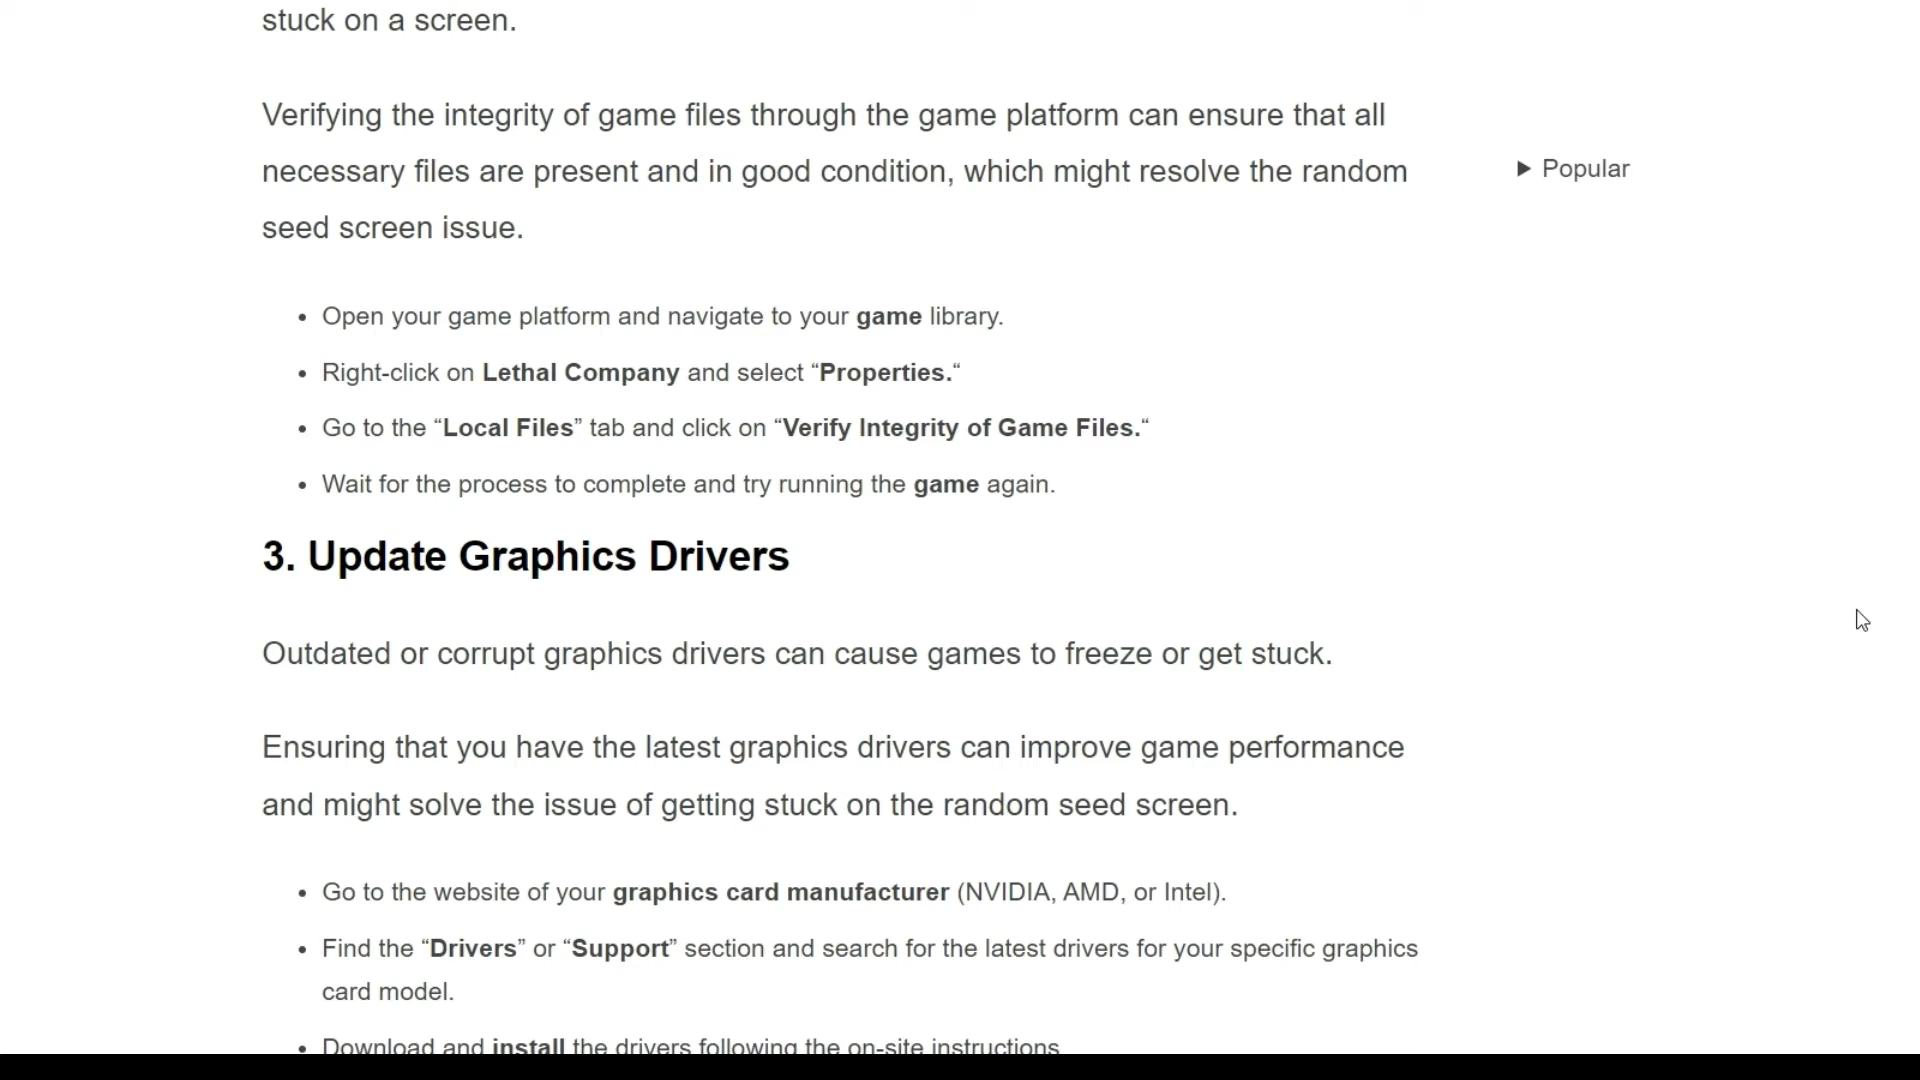 stuck on a screen.
Verifying the integrity of game files through the game platform can ensure that all
necessary files are present and in good condition, which might resolve the random
seed screen issue.
▶ Popular
• Open your game platform and navigate to your game library.
• Right-click on Lethal Company and select “Properties.“
• Go to the “Local Files” tab and click on “Verify Integrity of Game Files.“
• Wait for the process to complete and try running the game again.
3. Update Graphics Drivers
Outdated or corrupt graphics drivers can cause games to freeze or get stuck.
Ensuring that you have the latest graphics drivers can improve game performance
and might solve the issue of getting stuck on the random seed screen.
• Go to the website of your graphics card manufacturer (NVIDIA, AMD, or Intel).
• Find the “Drivers” or “Support” section and search for the latest drivers for your specific graphics
card model.
• Download and install the drivers following the on-site instructions